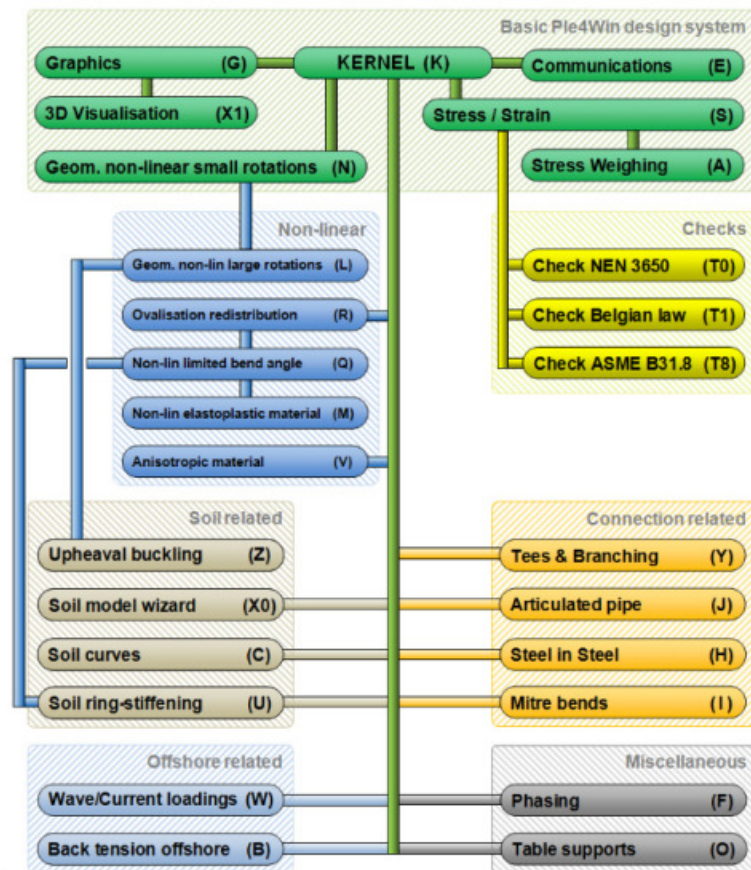 Basic Ple4Win design system
Graphics (G)
KERNEL (K)
Communications (E)
3D Visualisation (X1)
Stress / Strain (S)
Geom. non-linear small rotations (N)
Stress Weighing (A)
Non-linear
Geom. non-lin large rotations (L)
Ovalisation redistribution (R)
Non-lin limited bend angle (Q)
Non-lin elastoplastic material (M)
Anisotropic material (V)
Checks
Check NEN 3650 (T0)
Check Belgian law (T1)
Check ASME B31.8 (T8)
Soil related
Upheaval buckling (Z)
Soil model wizard (X0)
Soil curves (C)
Soil ring-stiffening (U)
Connection related
Tees & Branching (Y)
Articulated pipe (J)
Steel in Steel (H)
Mitre bends (I)
Offshore related
Wave/Current loadings (W)
Back tension offshore (B)
Miscellaneous
Phasing (F)
Table supports (O)